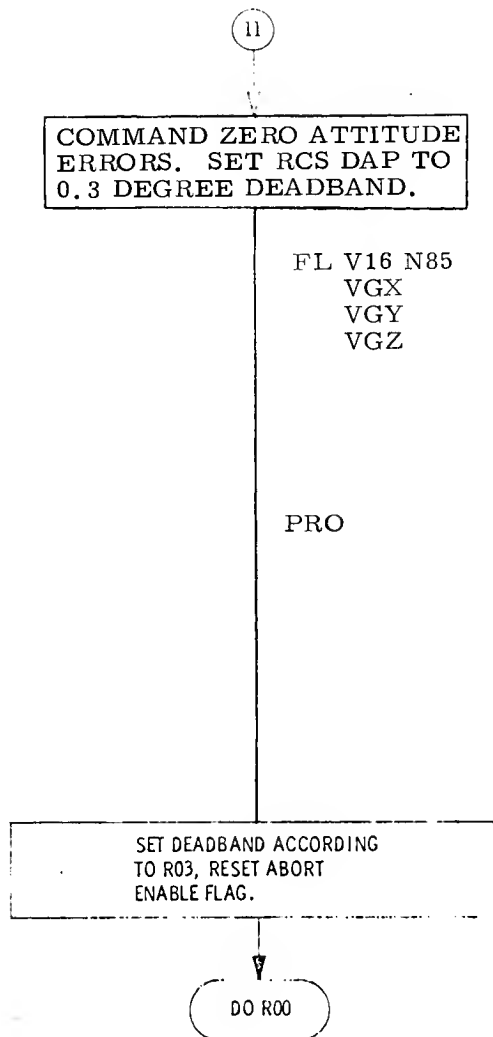 11
COMMAND ZERO ATTITUDE
ERRORS. SET RCS DAP TO
0.3 DEGREE DEADBAND.
FL V16 N85
VGX
VGY
VGZ
PRO
SET DEADBAND ACCORDING
TO R03, RESET ABORT
ENABLE FLAG.
DO R00